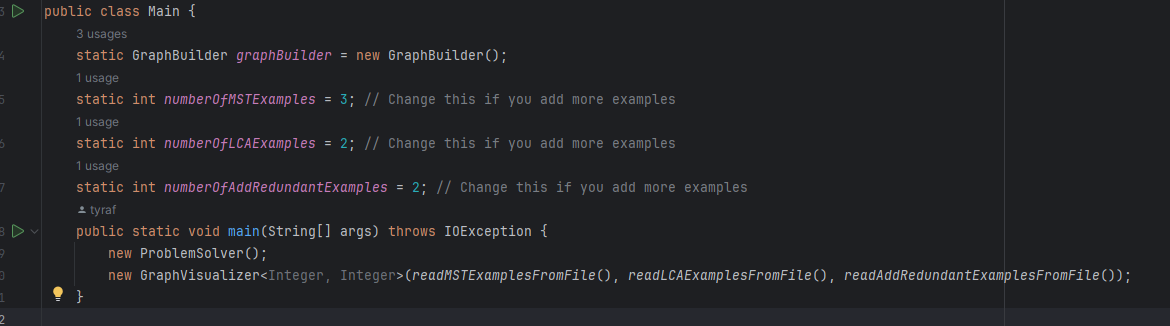 3 public class Main {
3 usages
4 static GraphBuilder graphBuilder = new GraphBuilder();
1 usage
5 static int numberOfMSTExamples = 3; // Change this if you add more examples
1 usage
6 static int numberOfLCAExamples = 2; // Change this if you add more examples
1 usage
7 static int numberOfAddRedundantExamples = 2; // Change this if you add more examples
tyraf
8 public static void main(String[] args) throws IOException {
9 new ProblemSolver();
0 new GraphVisualizer<Integer, Integer>(readMSTExamplesFromFile(), readLCAExamplesFromFile(), readAddRedundantExamplesFromFile());
1 }
2